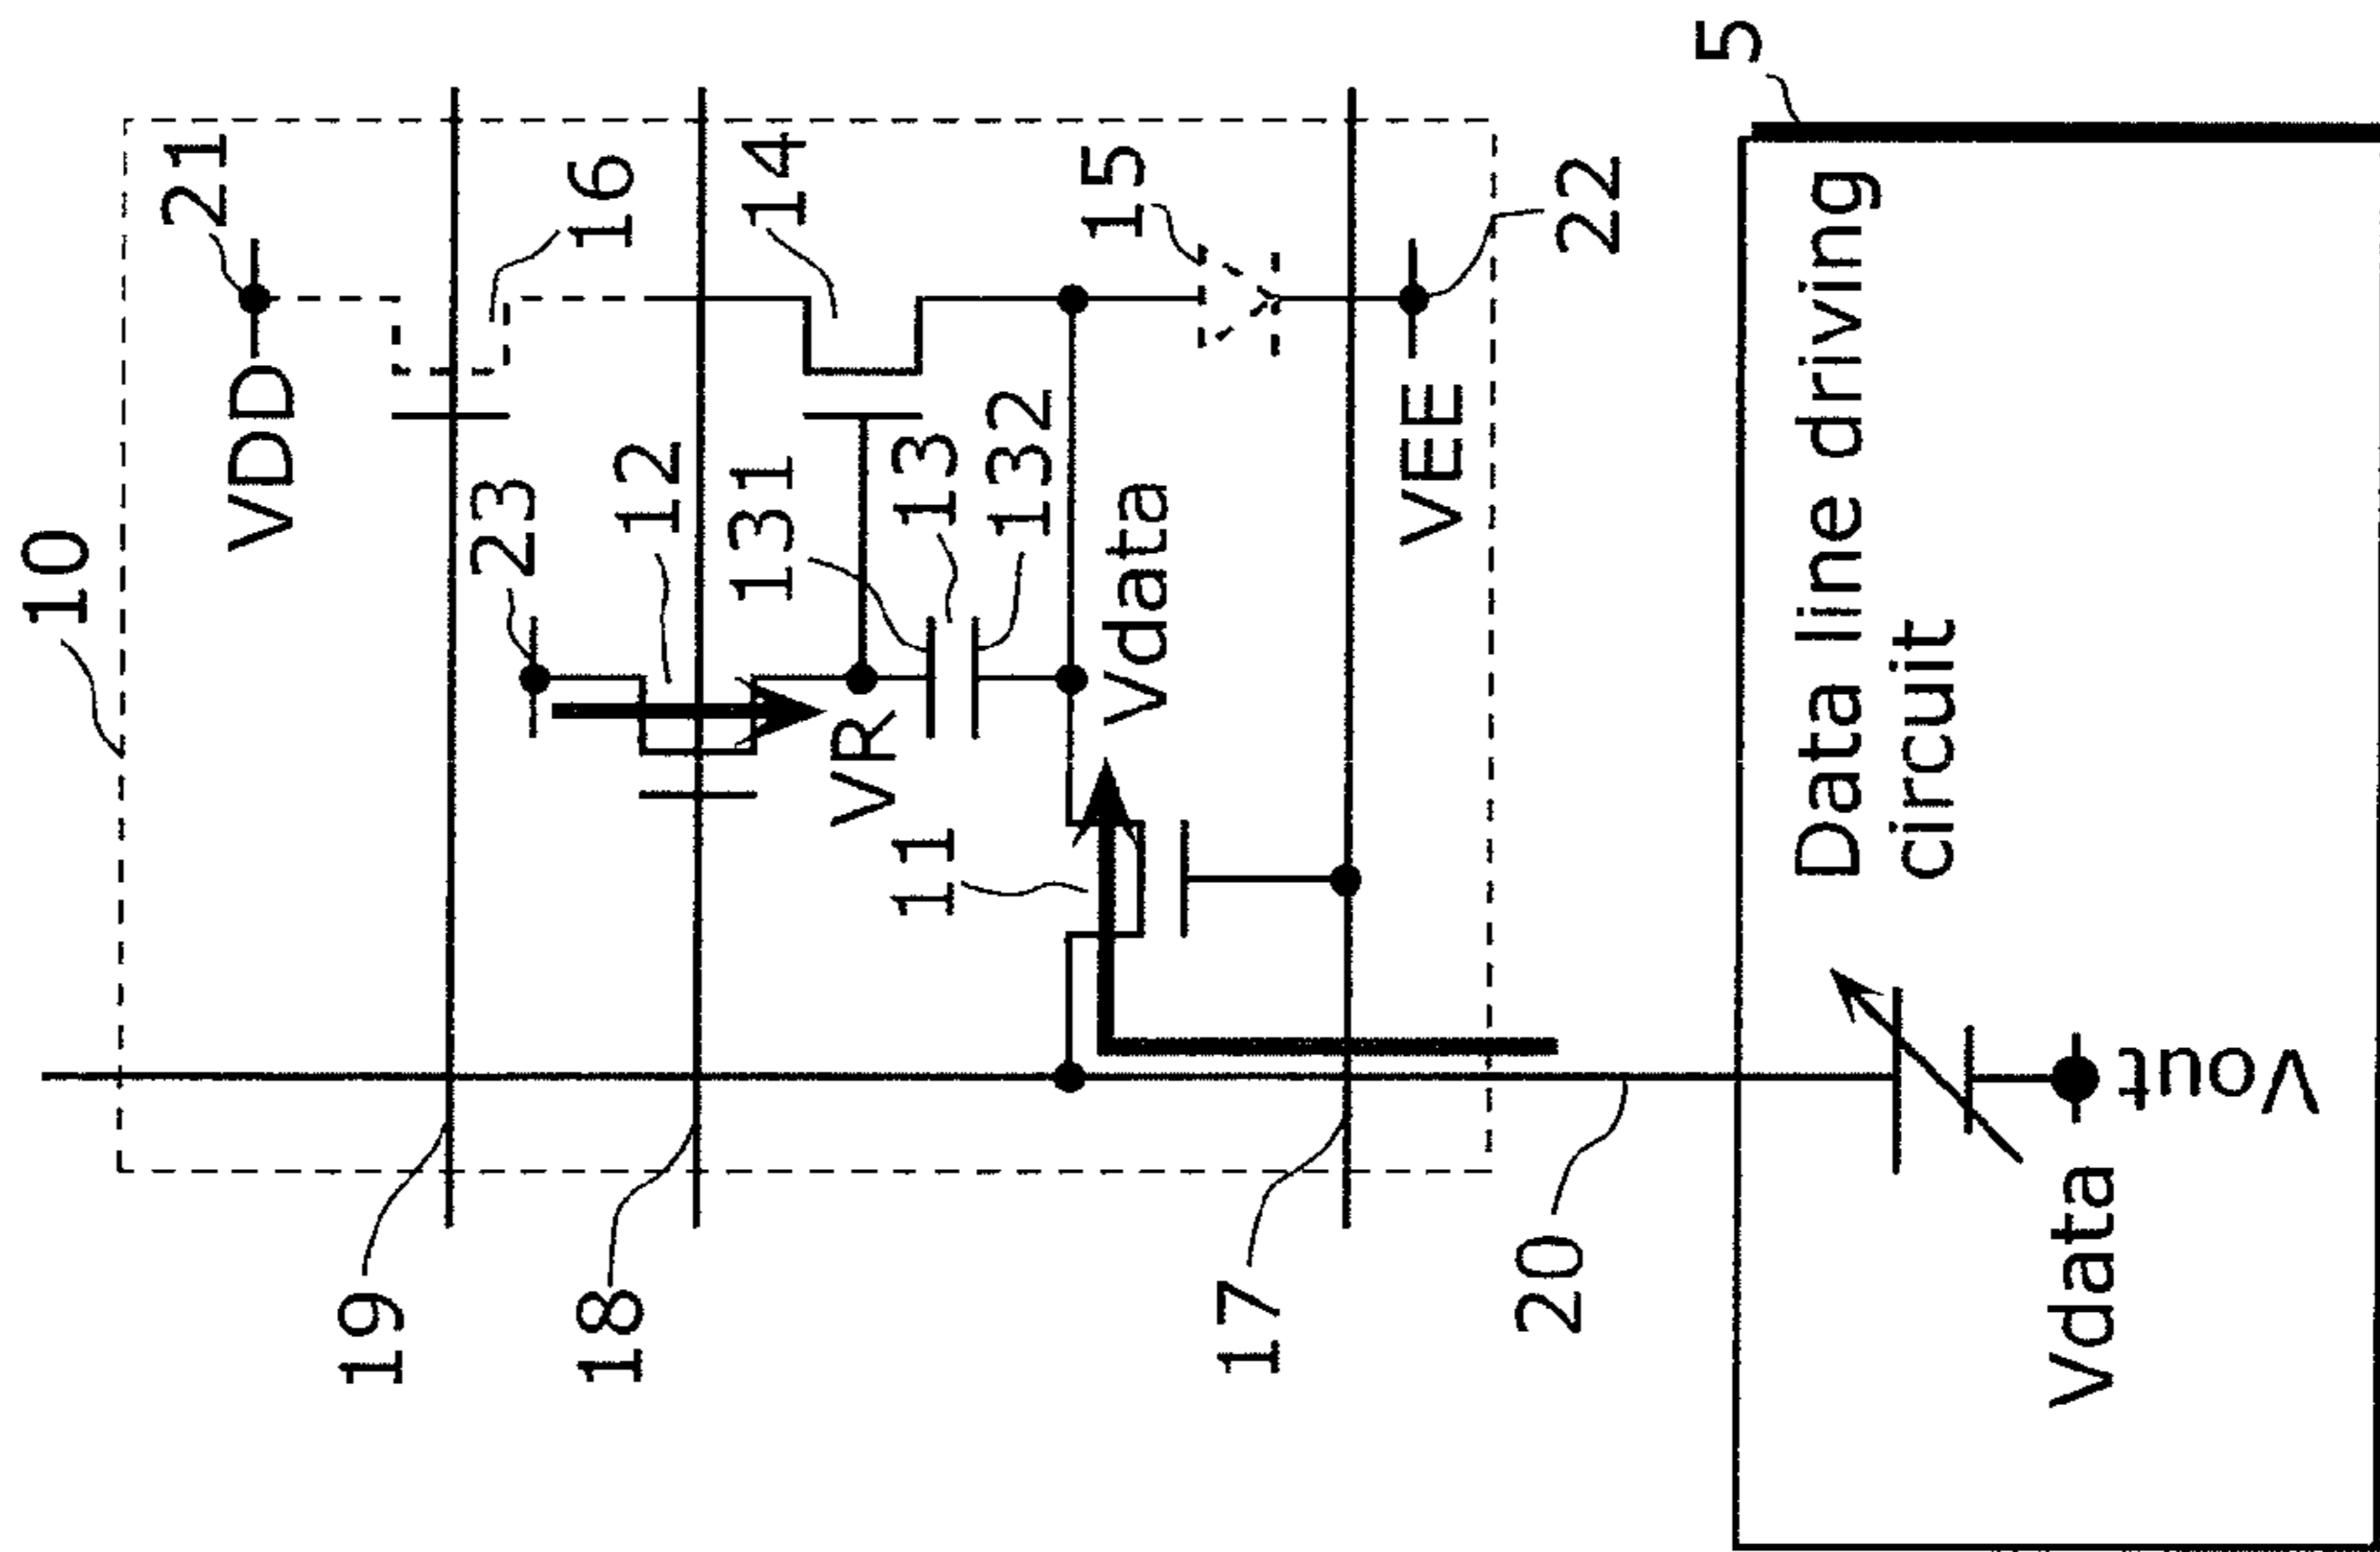 10
21
VDD
16
23
12
14
131
13
132
15
VR
Vdata
11
VEE
22
19
18
17
20
5
Data line driving
circuit
Vdata
Vout